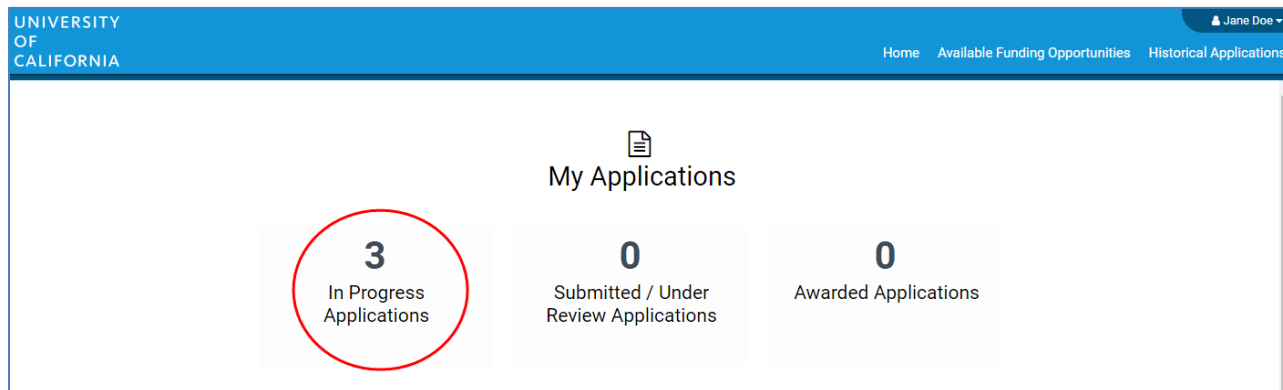 UNIVERSITY
OF
CALIFORNIA
Jane Doe
Home Available Funding Opportunities Historical Applications
My Applications
3
In Progress
Applications
0
Submitted / Under
Review Applications
0
Awarded Applications